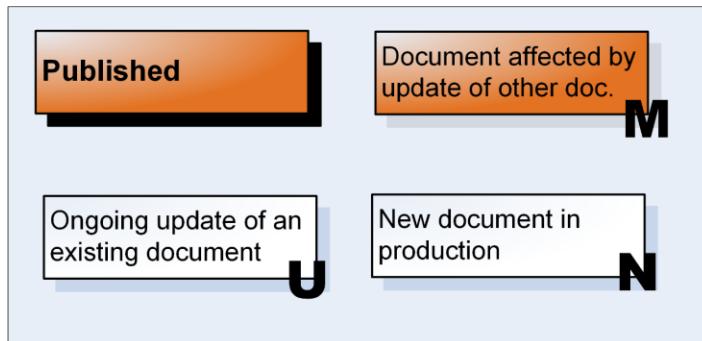 Published
Document affected by
update of other doc.
M
Ongoing update of an
existing document
U
New document in
production
N